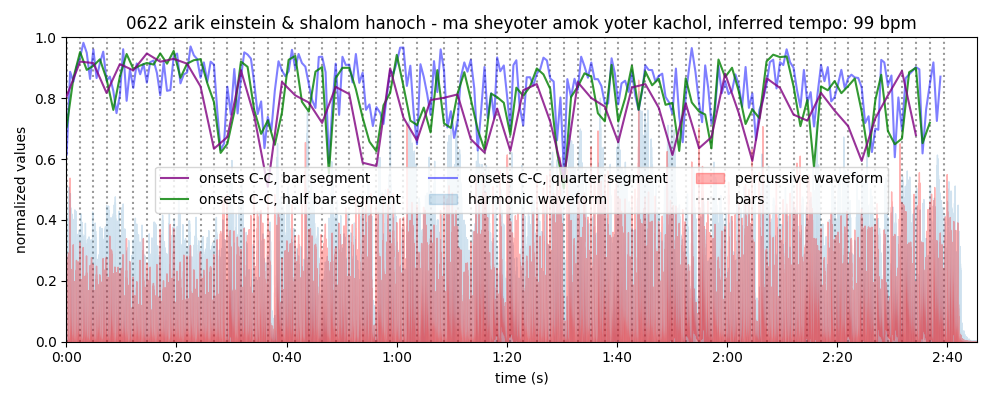 0622 arik einstein & shalom hanoch - ma sheyoter amok yoter kachol, inferred tempo: 99 bpm
1.0
0.8
0.6
0.4
0.2
0.0
normalized values
onsets C-C, bar segment
onsets C-C, half bar segment
onsets C-C, quarter segment
harmonic waveform
percussive waveform
bars
0:00 0:20 0:40 1:00 1:20 1:40 2:00 2:20 2:40
time (s)